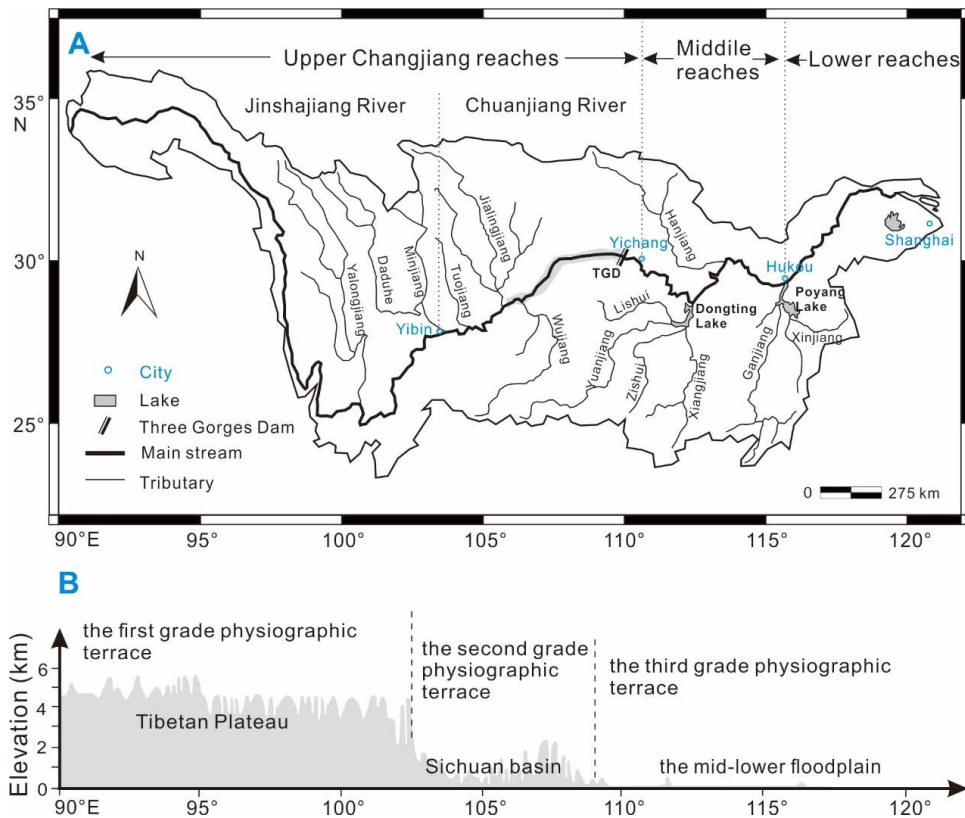 A
Upper Changjiang reaches
Middile
reaches
Lower reaches
35°
N
Jinshajiang River
Chuanjiang River
Jialingjiang
Hanjiang
Shanghai
30°
Yichang
TGD
Hukou
Yalongjiang
Daduhe
Minjiang
Tuojiang
Lishui
Dongting
Lake
Poyang
Lake
Yibin
Wujiang
Yuanjiang
Zishui
Xiangjiang
Ganjiang
Xinjiang
N
City
Lake
25°
Three Gorges Dam
Main stream
Tributary
0 275 km
90°E 95° 100° 105° 110° 115° 120°
B
Elevation (km)
the first grade physiographic
terrace
the second grade
physiographic
terrace
the third grade physiographic
terrace
6
4
2
0
Tibetan Plateau
Sichuan basin
the mid-lower floodplain
90°E 95° 100° 105° 110° 115° 120°